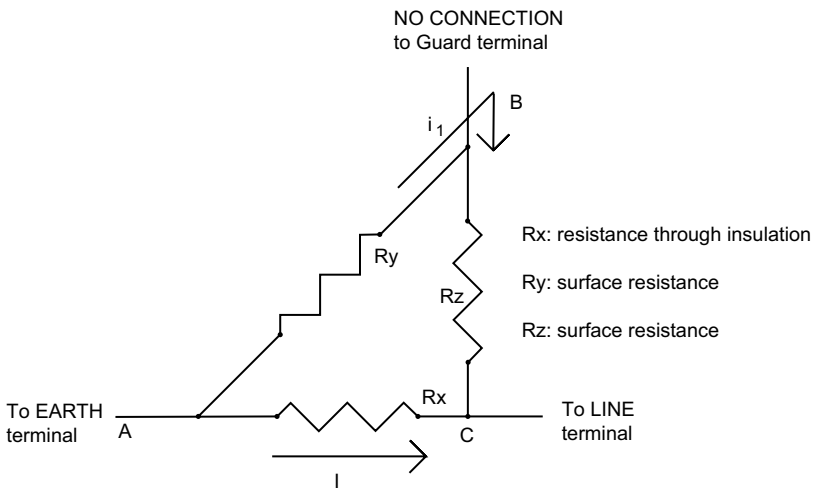 NO CONNECTION
to Guard terminal
B
i 1
Rx: resistance through insulation
Ry
Ry: surface resistance
Rz
Rz: surface resistance
Rx
To EARTH
terminal
A
C
To LINE
terminal
I